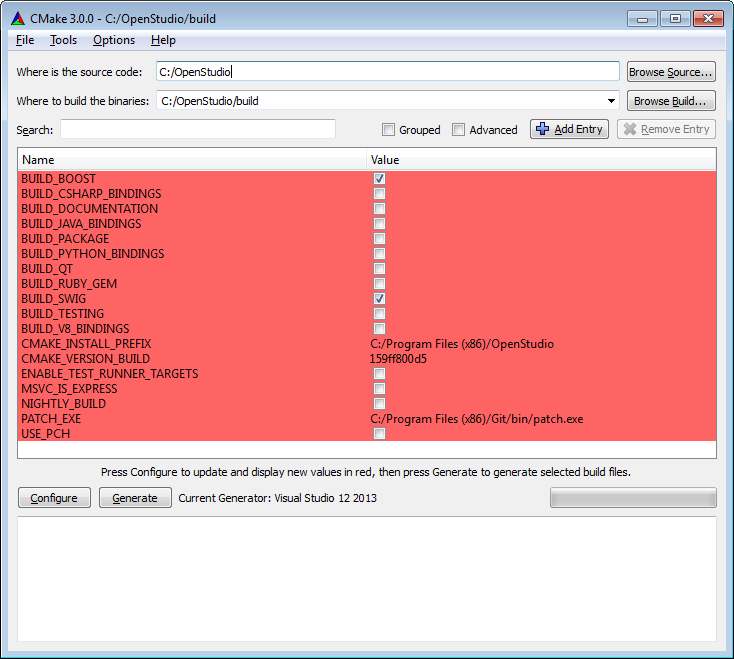 CMake 3.0.0 - C:/OpenStudio/build
File Tools Options Help
Where is the source code: C:/OpenStudio Browse Source...
Where to build the binaries: C:/OpenStudio/build Browse Build...
Search: Grouped Advanced Add Entry Remove Entry
Name Value
BUILD_BOOST
BUILD_CSHARP_BINDINGS
BUILD_DOCUMENTATION
BUILD_JAVA_BINDINGS
BUILD_PACKAGE
BUILD_PYTHON_BINDINGS
BUILD_QT
BUILD_RUBY_GEM
BUILD_SWIG
BUILD_TESTING
BUILD_V8_BINDINGS
CMAKE_INSTALL_PREFIX C:/Program Files (x86)/OpenStudio
CMAKE_VERSION_BUILD 159ff800d5
ENABLE_TEST_RUNNER_TARGETS
MSVC_IS_EXPRESS
NIGHTLY_BUILD
PATCH_EXE C:/Program Files (x86)/Git/bin/patch.exe
USE_PCH
Press Configure to update and display new values in red, then press Generate to generate selected build files.
Configure Generate Current Generator: Visual Studio 12 2013